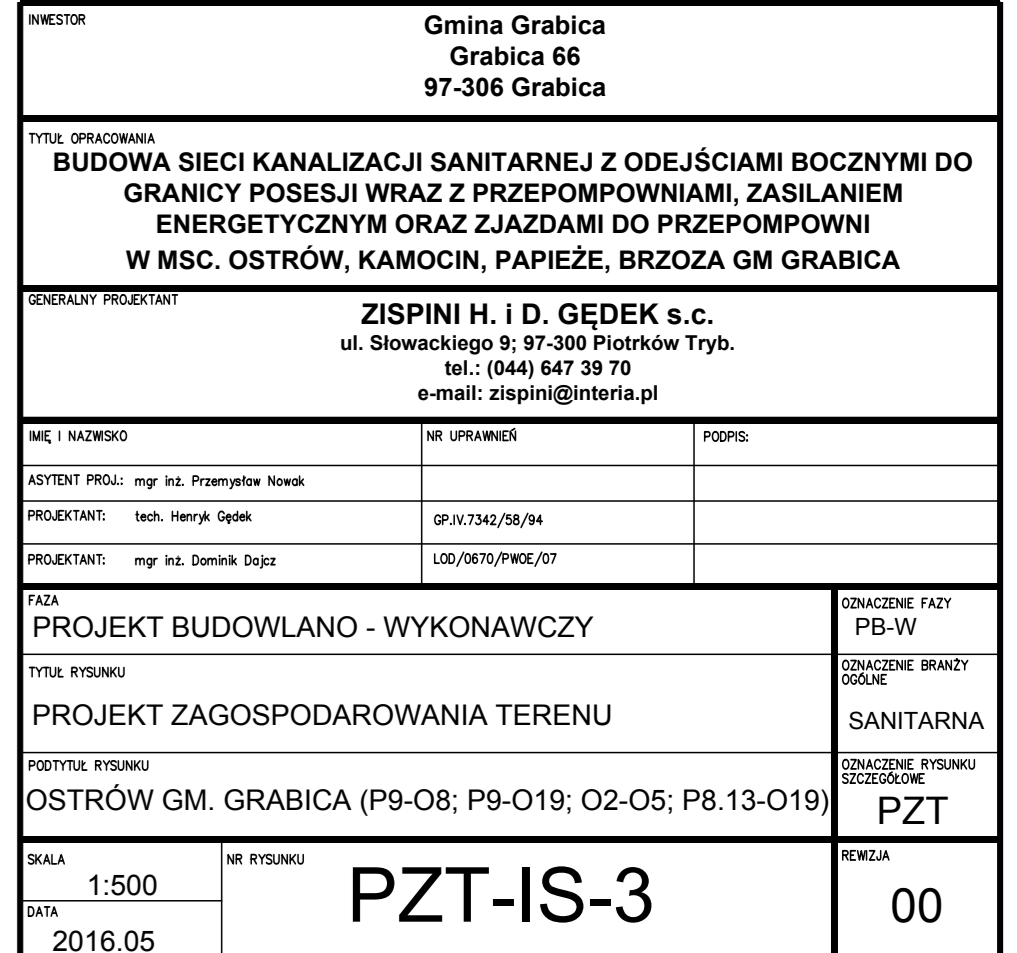 INWESTOR
Gmina Grabica
Grabica 66
97-306 Grabica
TYTUŁ OPRACOWANIA
BUDOWA SIECI KANALIZACJI SANITARNEJ Z ODEJŚCIAMI BOCZNYMI DO
GRANICY POSESJI WRAZ Z PRZEPOMPOWNIAMI, ZASILANIEM
ENERGETYCZNYM ORAZ ZJAZDAMI DO PRZEPOMPOWNI
W MSC. OSTRÓW, KAMOCIN, PAPIEŻE, BRZOZA GM GRABICA
GENERALNY PROJEKTANT
ZISPINI H. i D. GĘDEK s.c.
ul. Słowackiego 9; 97-300 Piotrków Tryb.
tel.: (044) 647 39 70
e-mail: zispini@interia.pl
IMIĘ I NAZWISKO NR UPRAWNIEŃ PODPIS:
ASYTENT PROJ.: mgr inż. Przemysław Nowak
PROJEKTANT: tech. Henryk Gędek GP.IV.7342/58/94
PROJEKTANT: mgr inż. Dominik Dajcz LOD/0670/PWOE/07
FAZA
PROJEKT BUDOWLANO - WYKONAWCZY
OZNACZENIE FAZY
PB-W
TYTUŁ RYSUNKU
PROJEKT ZAGOSPODAROWANIA TERENU
OZNACZENIE BRANŻY
OGÓLNE
SANITARNA
PODTYTUŁ RYSUNKU
OSTRÓW GM. GRABICA (P9-O8; P9-O19; O2-O5; P8.13-O19)
OZNACZENIE RYSUNKU
SZCZEGÓŁOWE
PZT
SKALA
1:500
DATA
2016.05
NR RYSUNKU
PZT-IS-3
REWIZJA
00